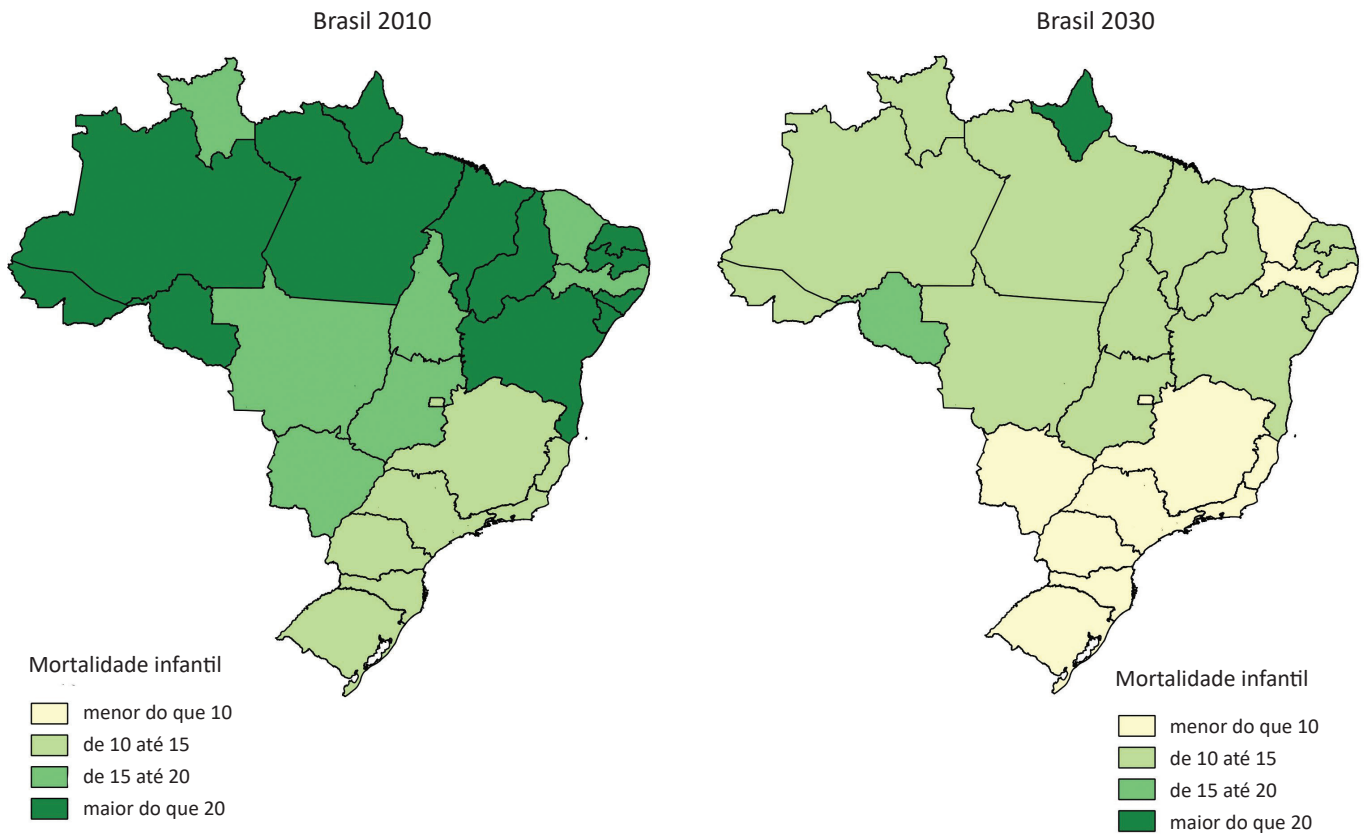 Brasil 2010
Mortalidade infantil
menor do que 10
de 10 até 15
de 15 até 20
maior do que 20
Brasil 2030
Mortalidade infantil
menor do que 10
de 10 até 15
de 15 até 20
maior do que 20